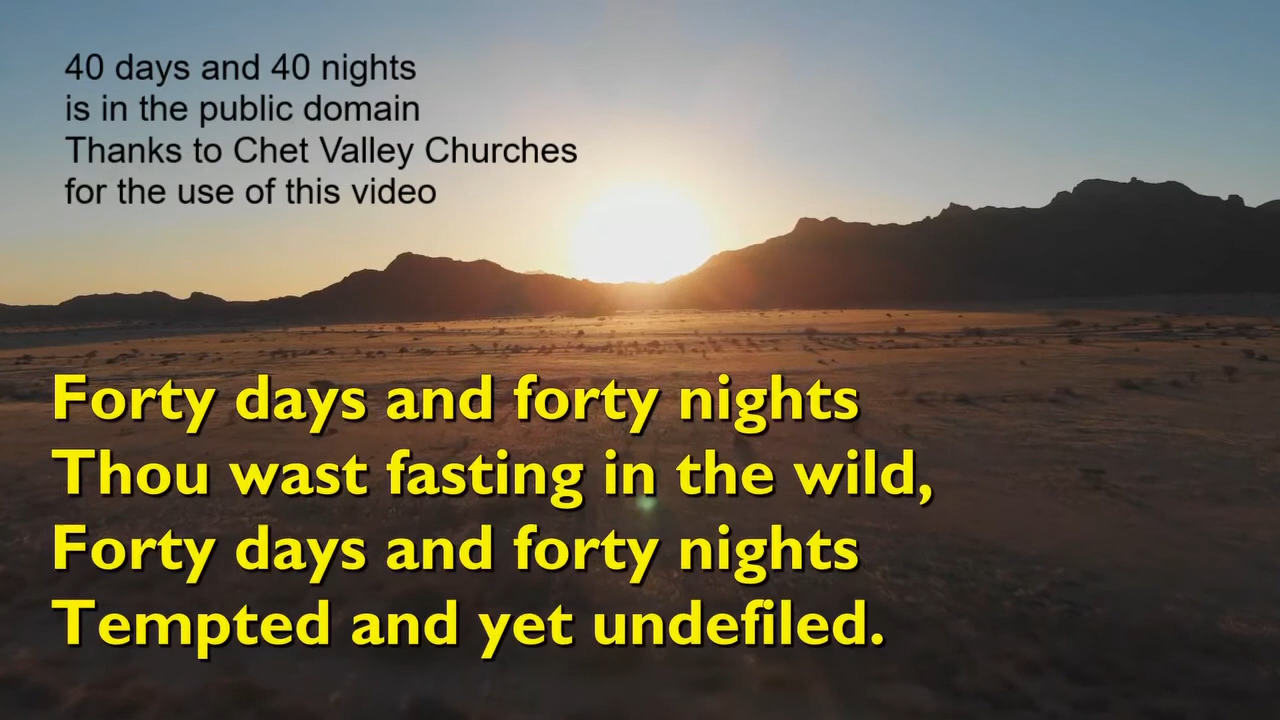 40 days and 40 nights
is in the public domain
Thanks to Chet Valley Churches
for the use of this video
Forty days and forty nights
Thou wast fasting in the wild,
Forty days and forty nights
Tempted and yet undefiled.